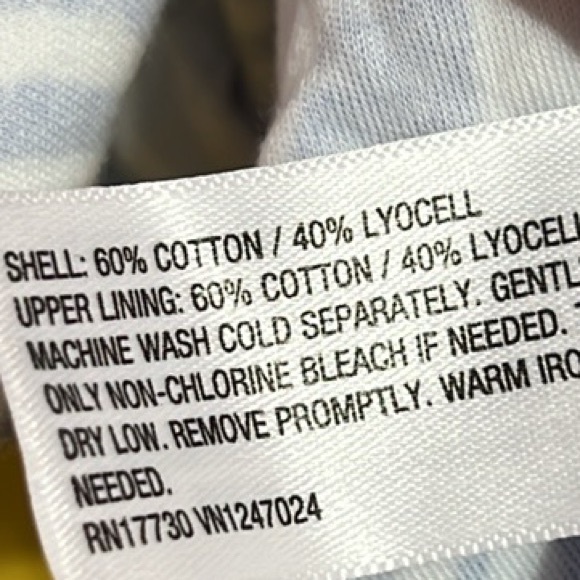 SHELL: 60% COTTON / 40% LYOCELL
UPPER LINING: 60% COTTON / 40% LYOCELL
MACHINE WASH COLD SEPARATELY. GENTL
ONLY NON-CHLORINE BLEACH IF NEEDED.
DRY LOW. REMOVE PROMPTLY. WARM IRO
NEEDED.
RN17730 VN1247024